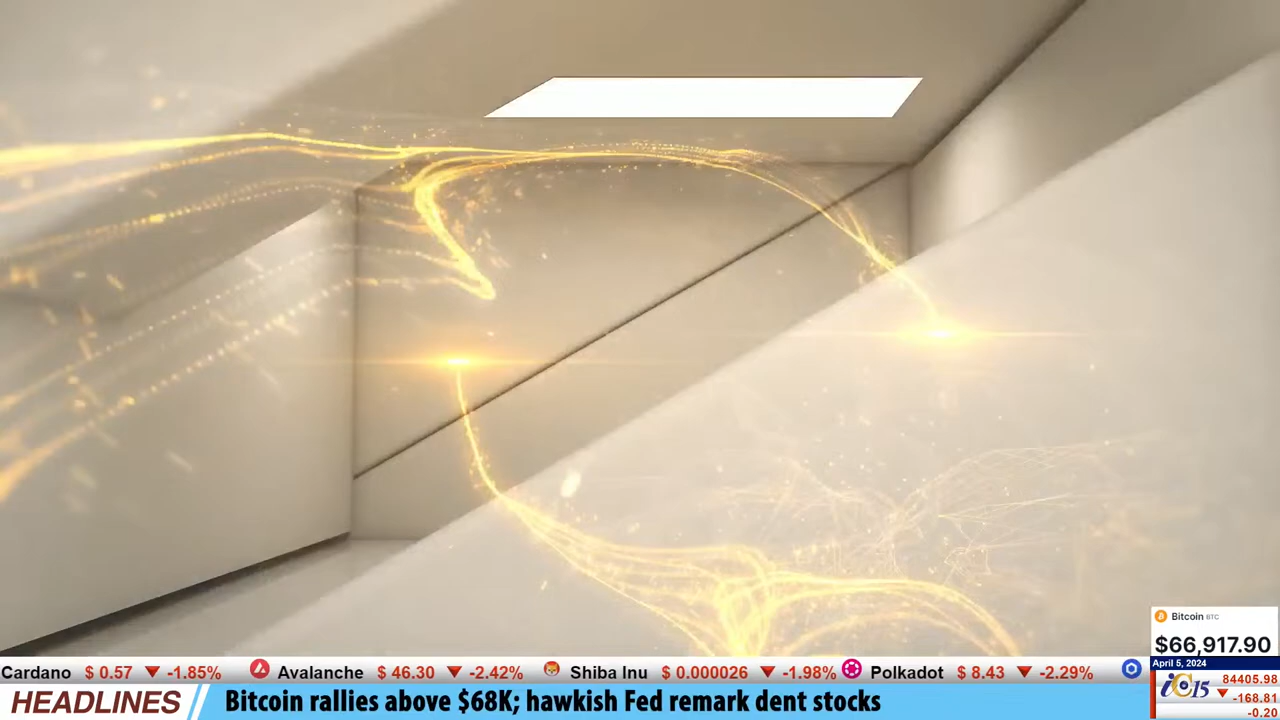 Bitcoin BTC
$66,917.90
April 5, 2024
Cardano $ 0.57 -1.85% Avalanche $ 46.30 -2.42% Shiba Inu $ 0.000026 -1.98% Polkadot $ 8.43 -2.29%
IC15 84405.98
-168.81
-0.20
HEADLINES Bitcoin rallies above $68K; hawkish Fed remark dent stocks